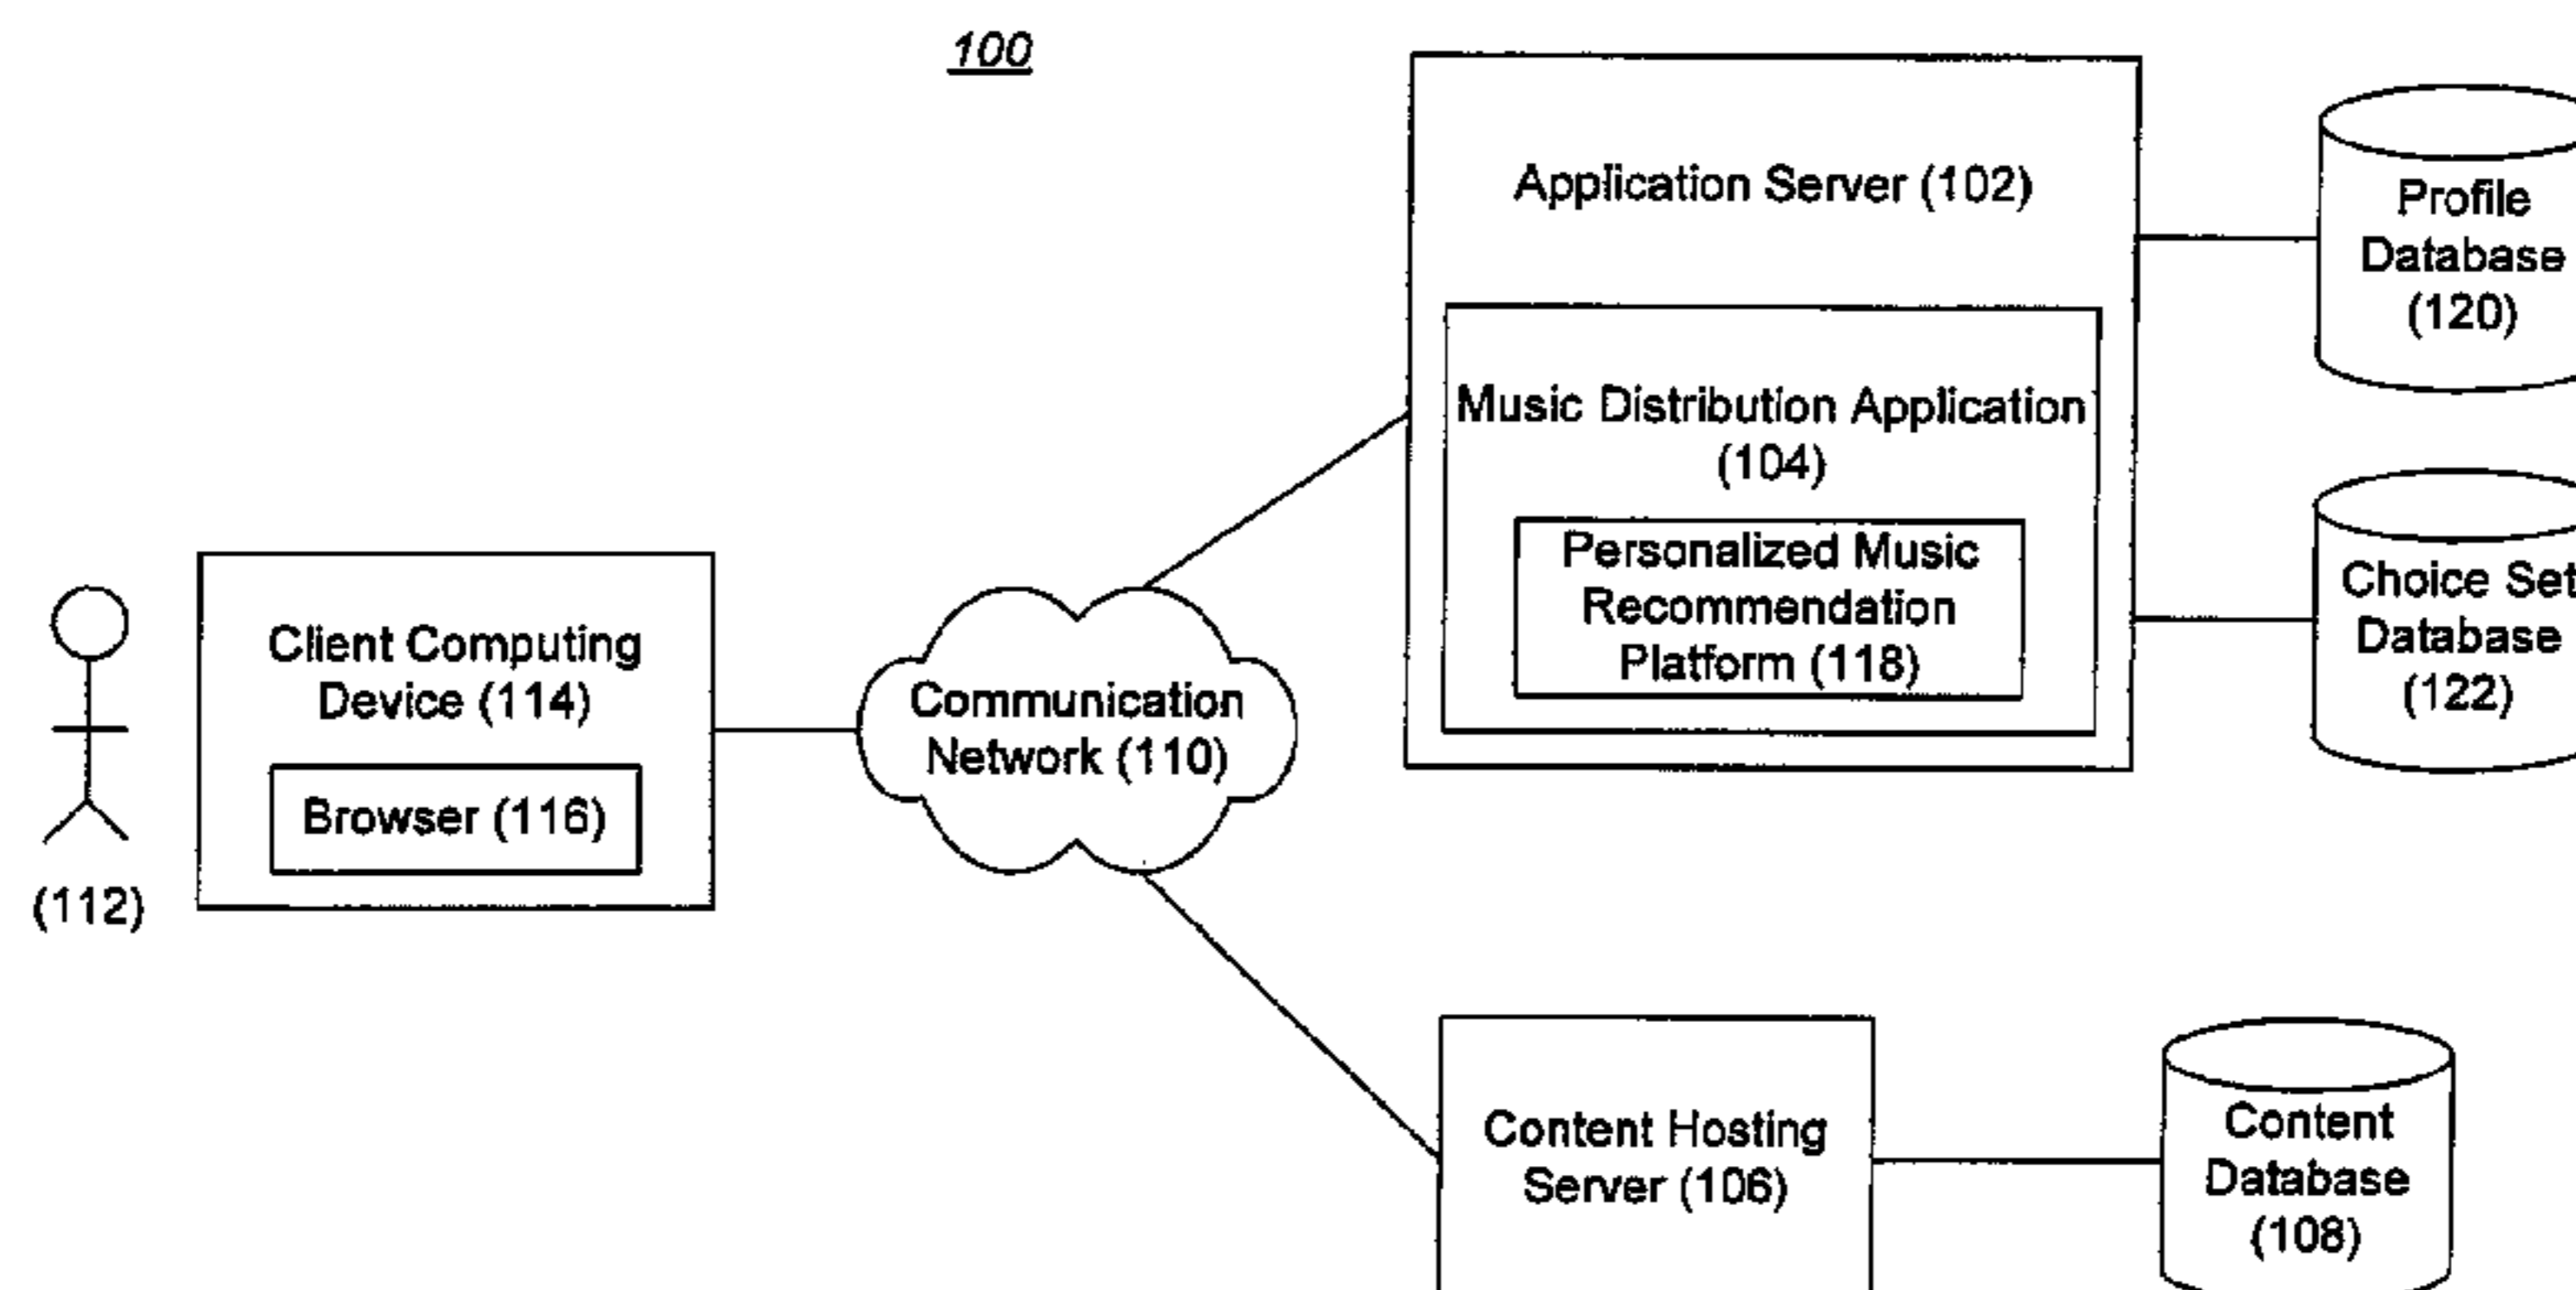 100
Application Server (102)
Profile
Database
(120)
Music Distribution Application
(104)
Personalized Music
Recommendation
Platform (118)
Choice Set
Database
(122)
Client Computing
Device (114)
Browser (116)
(112)
Communication
Network (110)
Content Hosting
Server (106)
Content
Database
(108)